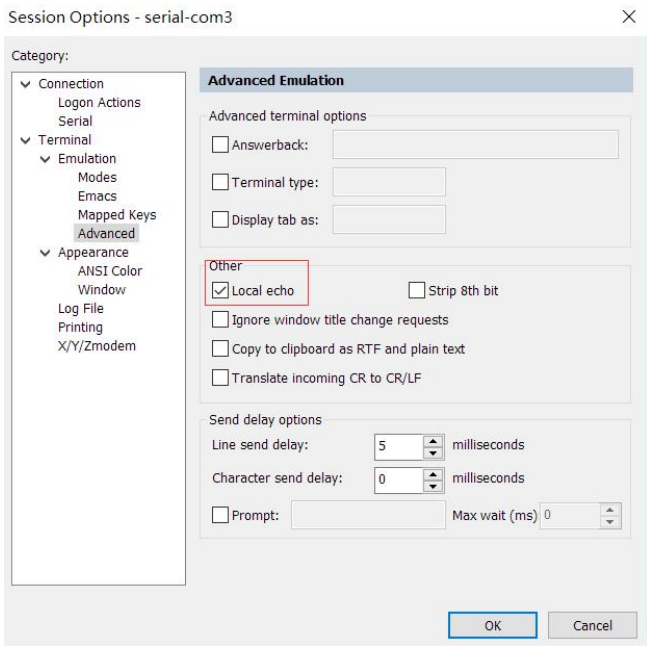 Session Options - serial-com3
Category:
Connection
Logon Actions
Serial
Terminal
Emulation
Modes
Emacs
Mapped Keys
Advanced
Appearance
ANSI Color
Window
Log File
Printing
X/Y/Zmodem
Advanced Emulation
Advanced terminal options
Answerback:
Terminal type:
Display tab as:
Other
Local echo Strip 8th bit
Ignore window title change requests
Copy to clipboard as RTF and plain text
Translate incoming CR to CR/LF
Send delay options
Line send delay: 5 milliseconds
Character send delay: 0 milliseconds
Prompt: Max wait (ms) 0
OK Cancel